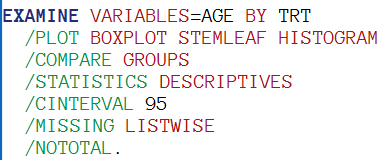 EXAMINE VARIABLES=AGE BY TRT
/PLOT BOXPLOT STEMLEAF HISTOGRAM
/COMPARE GROUPS
/STATISTICS DESCRIPTIVES
/CINTERVAL 95
/MISSING LISTWISE
/NOTOTAL.